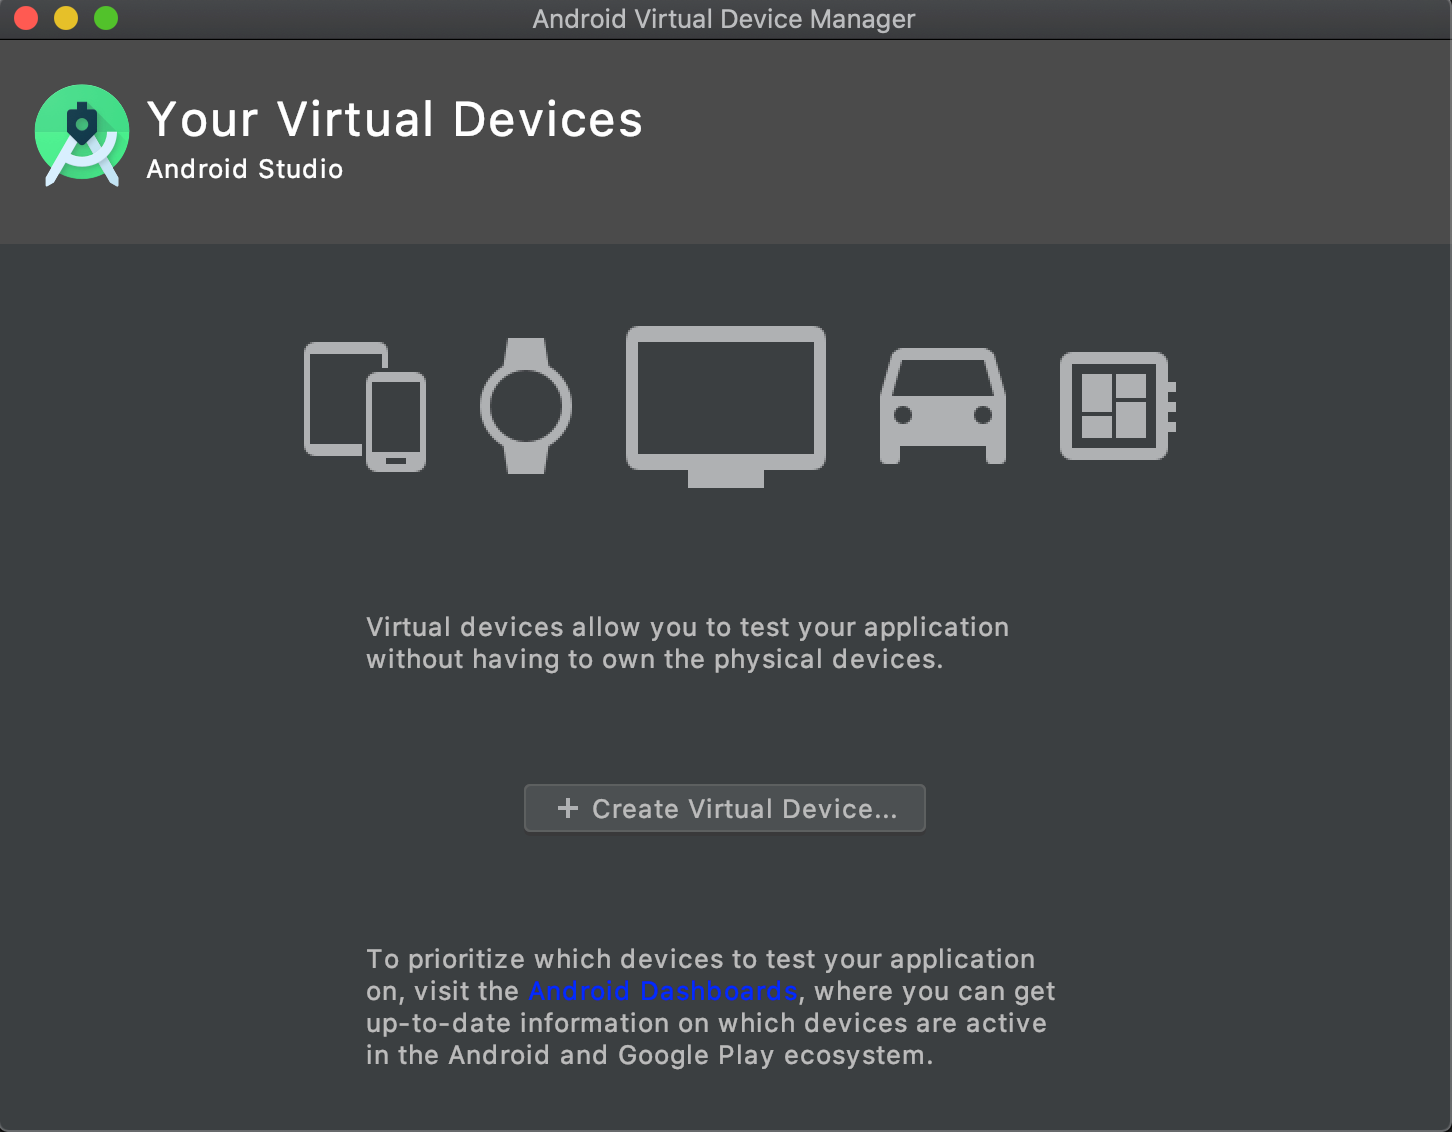 Android Virtual Device Manager
Your Virtual Devices
Android Studio
Virtual devices allow you to test your application
without having to own the physical devices.
+ Create Virtual Device...
To prioritize which devices to test your application
on, visit the Android Dashboards, where you can get
up-to-date information on which devices are active
in the Android and Google Play ecosystem.